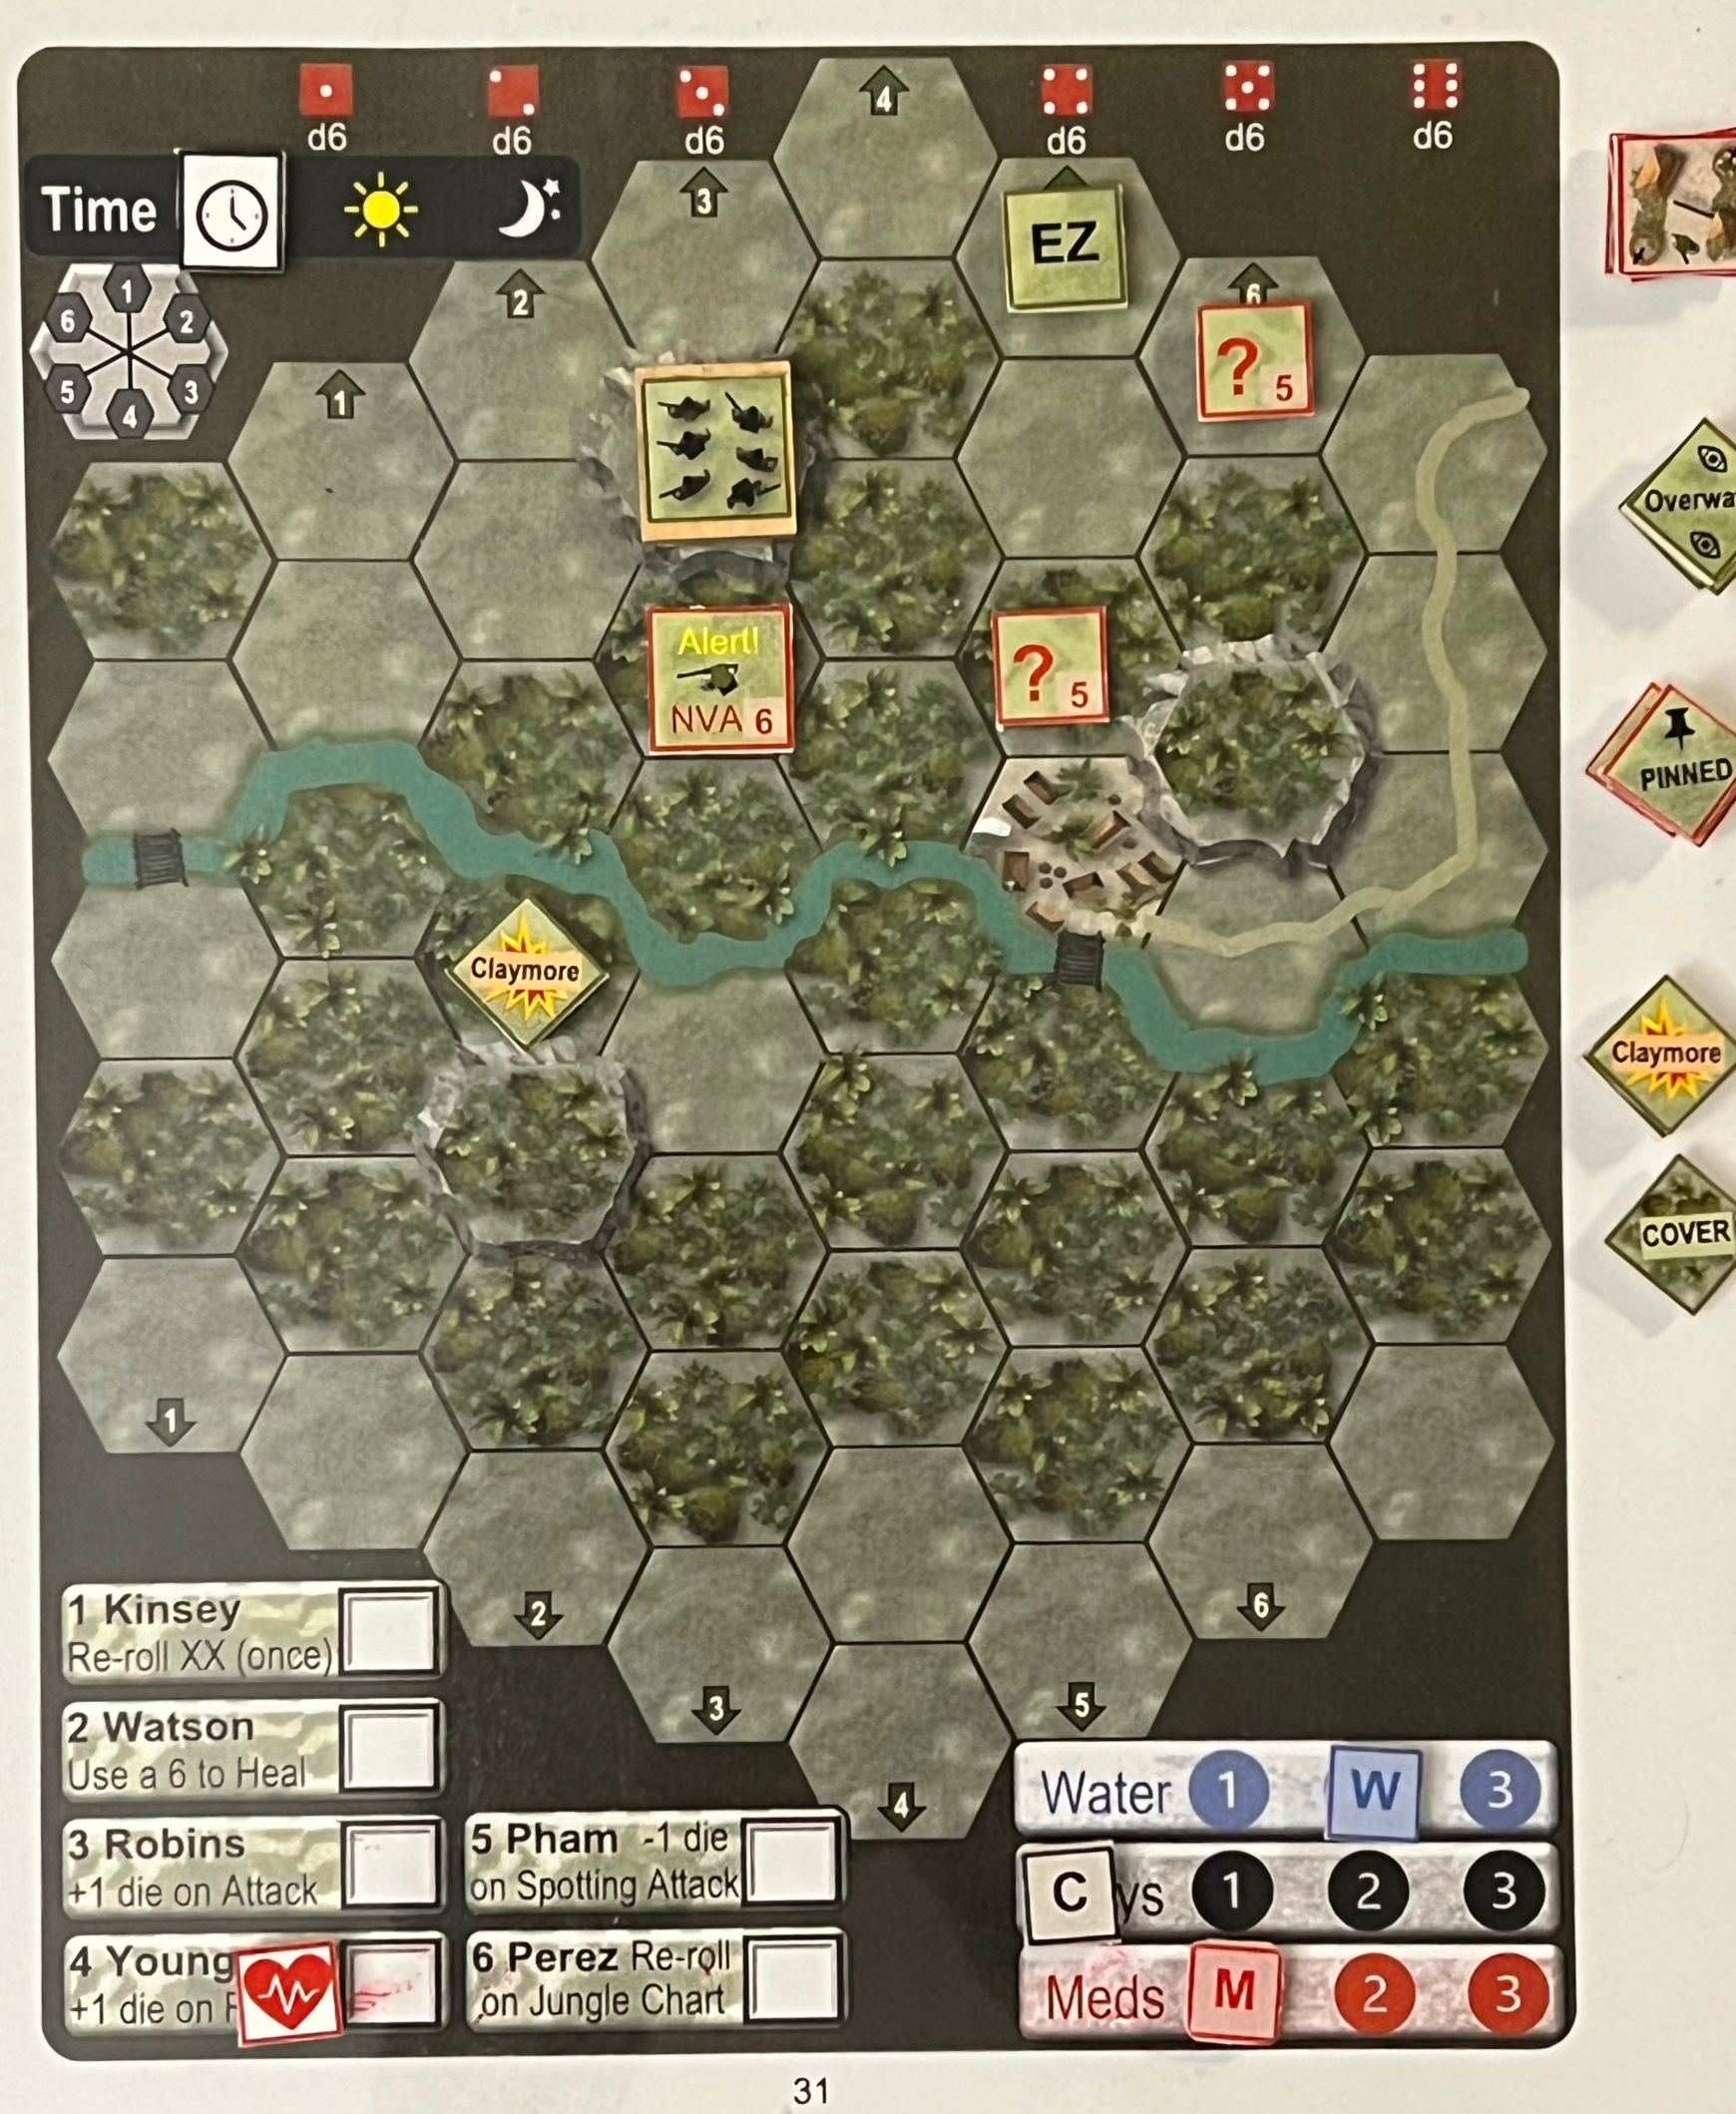 4
d6
d6
d6
d6
d6
d6
3
Time
EZ
2
6
1
6
2
5
3
4
1
? 5
Overwa
Alert!
NVA 6
? 5
PINNED
Claymore
Claymore
COVER
1
2
6
3
5
4
1 Kinsey
Re-roll XX (once)
2 Watson
Use a 6 to Heal
3 Robins
+1 die on Attack
4 Young
+1 die on
5 Pham -1 die
on Spotting Attack
6 Perez Re-roll
on Jungle Chart
Water 1 W 3
C ys 1 2 3
Meds M 2 3
31